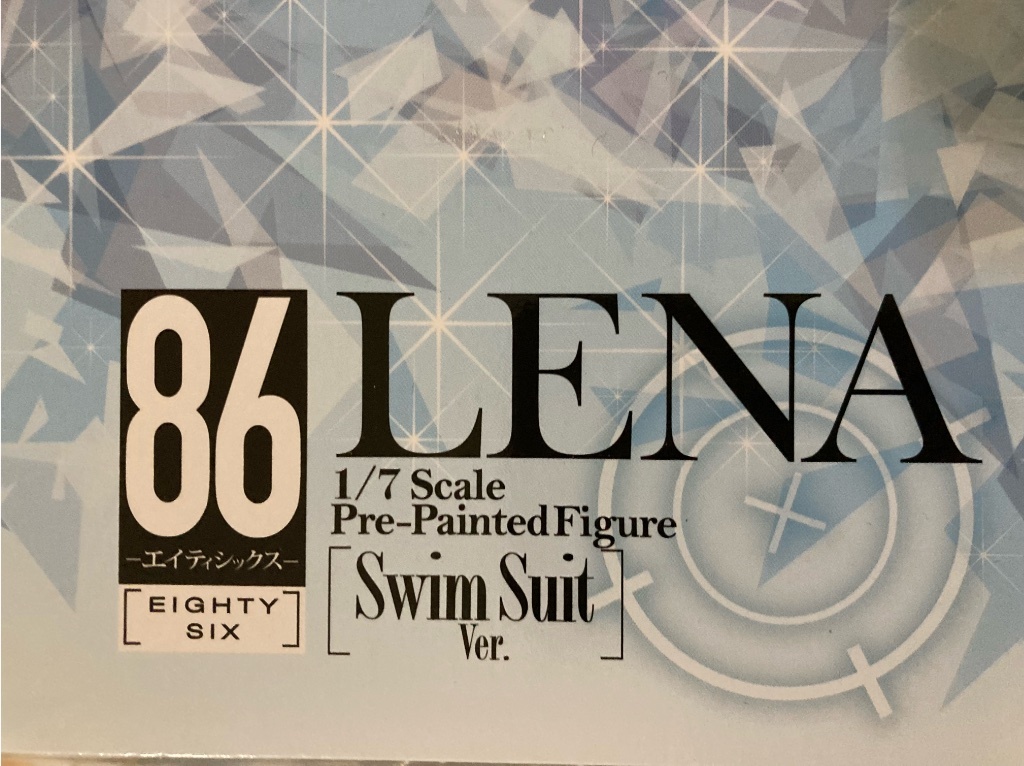 86
-エイティシックス-
[EIGHTY
SIX]
LENA
1/7 Scale
Pre-Painted Figure
[Swim Suit
Ver.]